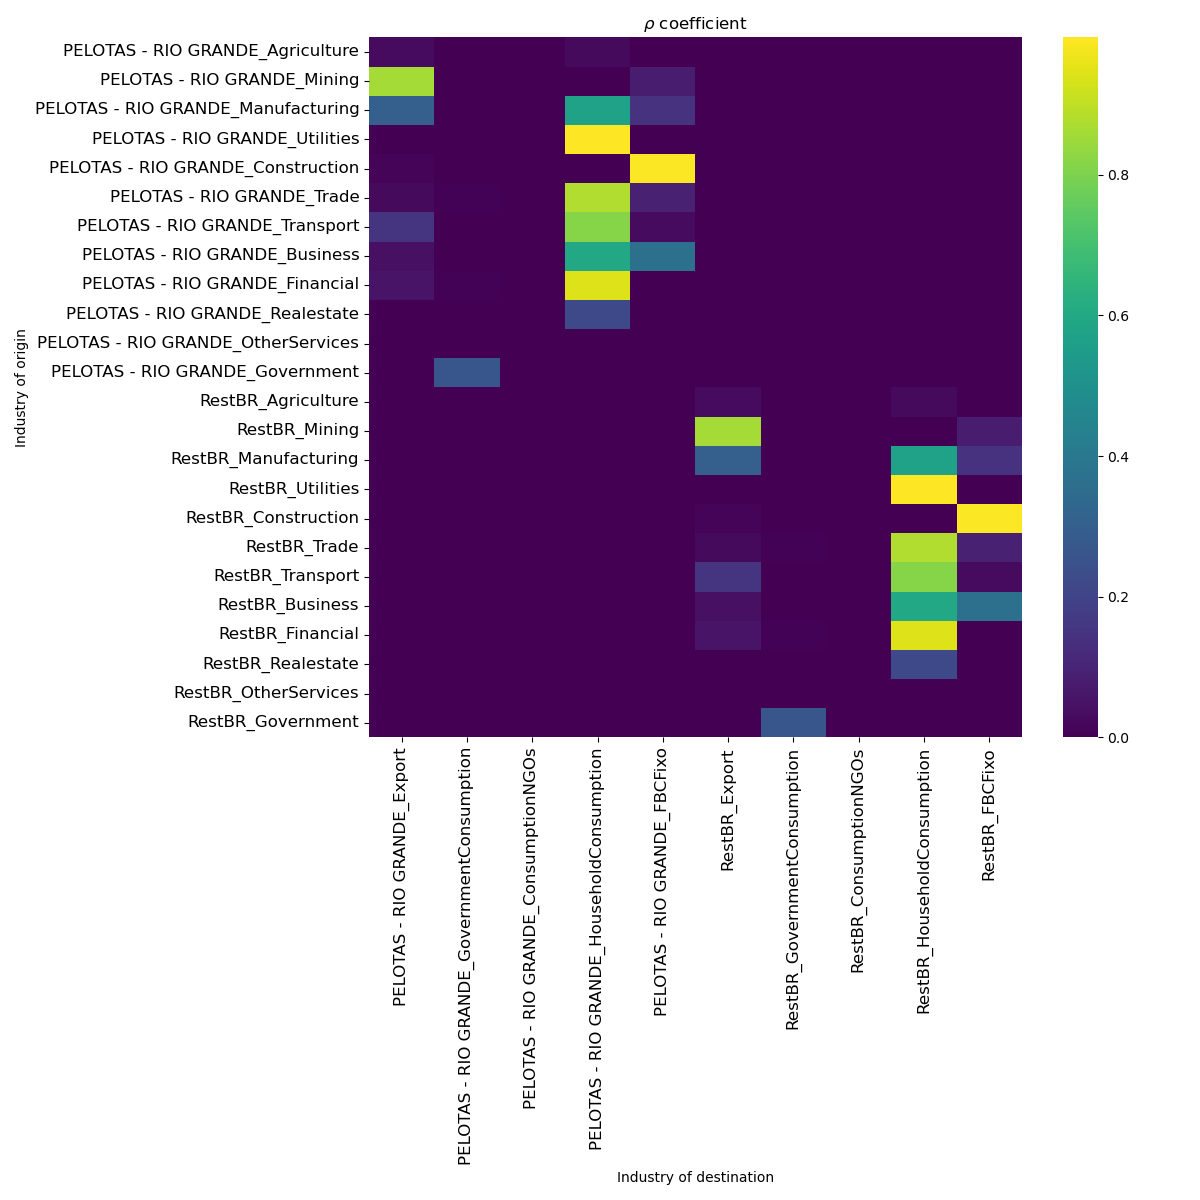 ρ coefficient
PELOTAS - RIO GRANDE_Agriculture
PELOTAS - RIO GRANDE_Mining
PELOTAS - RIO GRANDE_Manufacturing
PELOTAS - RIO GRANDE_Utilities
PELOTAS - RIO GRANDE_Construction
PELOTAS - RIO GRANDE_Trade
PELOTAS - RIO GRANDE_Transport
PELOTAS - RIO GRANDE_Business
PELOTAS - RIO GRANDE_Financial
PELOTAS - RIO GRANDE_Realestate
PELOTAS - RIO GRANDE_OtherServices
PELOTAS - RIO GRANDE_Government
RestBR_Agriculture
RestBR_Mining
RestBR_Manufacturing
RestBR_Utilities
RestBR_Construction
RestBR_Trade
RestBR_Transport
RestBR_Business
RestBR_Financial
RestBR_Realestate
RestBR_OtherServices
RestBR_Government
Industry of origin
0.8
0.6
0.4
0.2
0.0
PELOTAS - RIO GRANDE_Export
PELOTAS - RIO GRANDE_GovernmentConsumption
PELOTAS - RIO GRANDE_ConsumptionNGOs
PELOTAS - RIO GRANDE_HouseholdConsumption
PELOTAS - RIO GRANDE_FBCFixo
RestBR_Export
RestBR_GovernmentConsumption
RestBR_ConsumptionNGOs
RestBR_HouseholdConsumption
RestBR_FBCFixo
Industry of destination